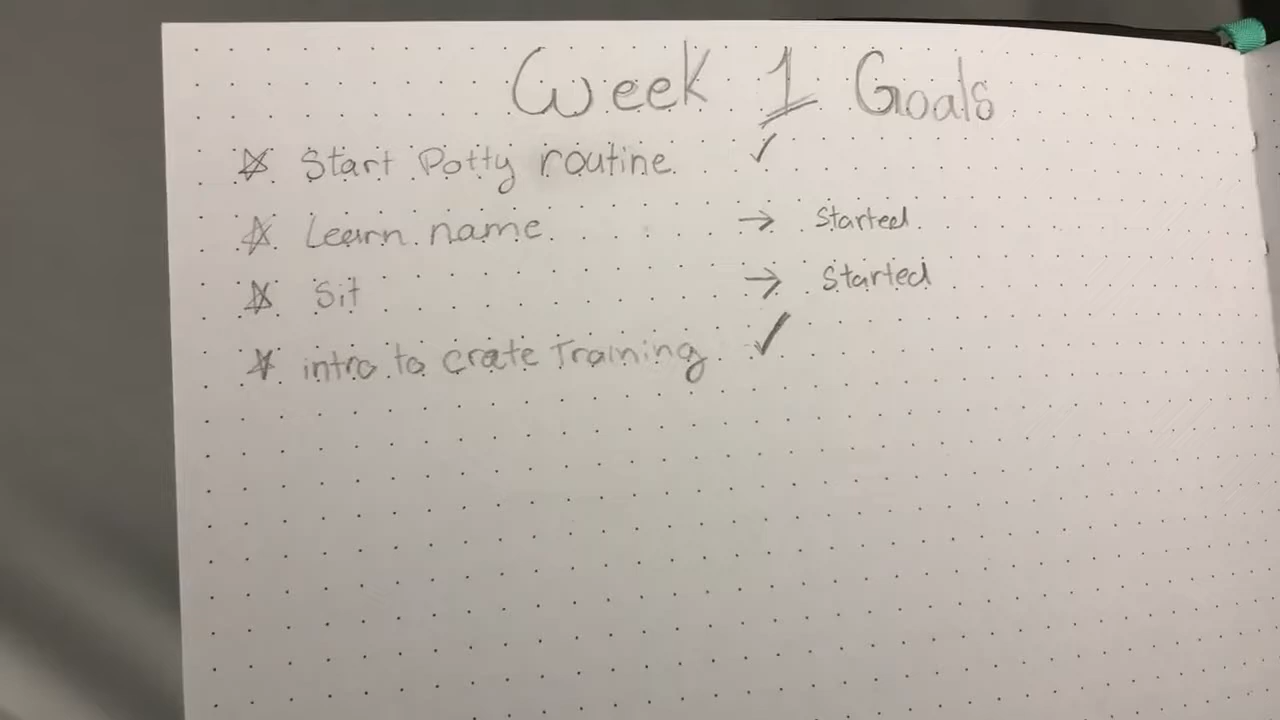 Week 1 Goals
☆ Start Potty routine ✓
☆ Learn name → Started
☆ Sit → Started
☆ intro to crate Training ✓